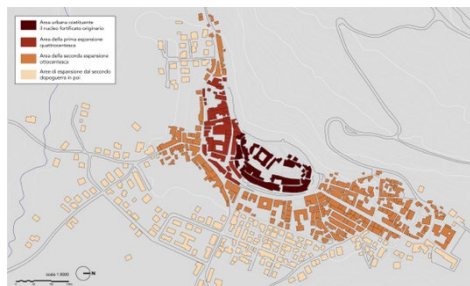 Area urbana costituente
il nucleo fortificato originario
Area della prima espansione
quattrocentesca
Area della seconda espansione
ottocentesca
Aree di espansione dal secondo
dopoguerra in poi
scala 1:3000
N